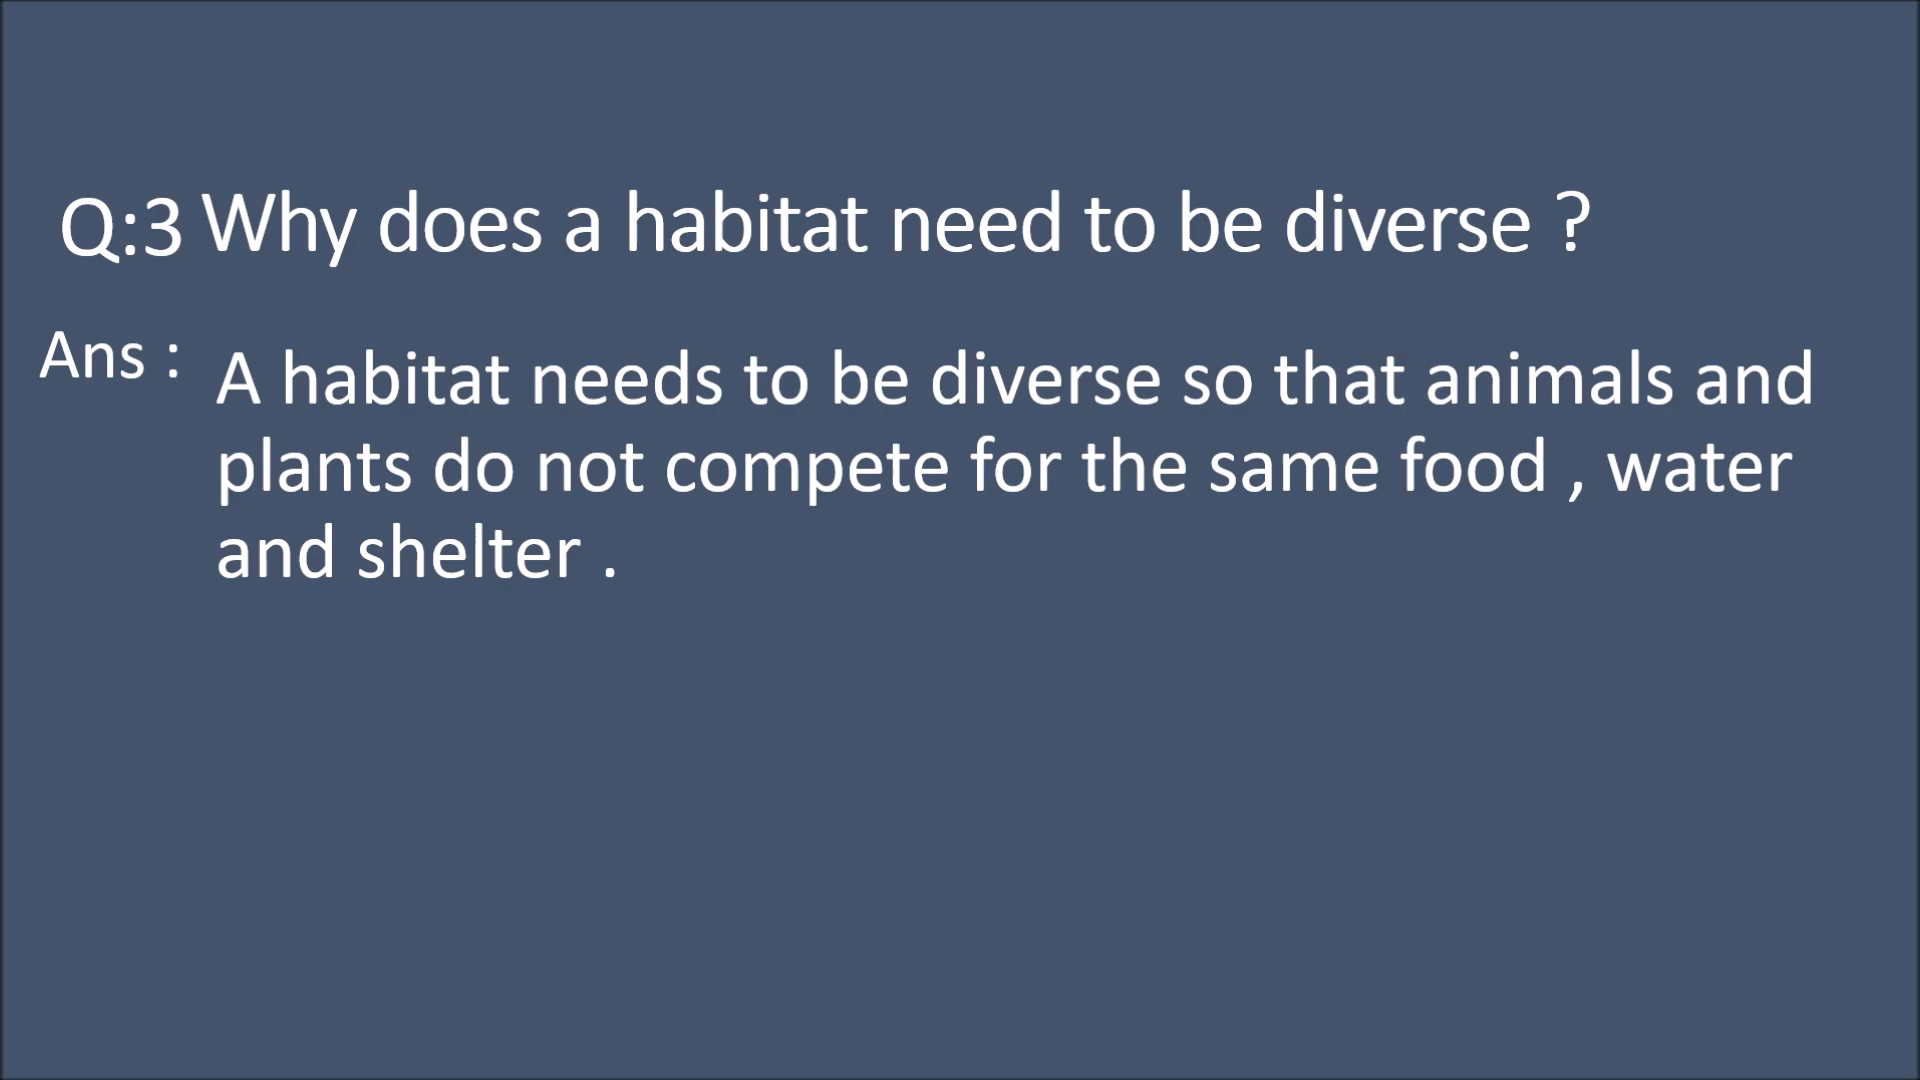 Q:3 Why does a habitat need to be diverse ?
Ans : A habitat needs to be diverse so that animals and
plants do not compete for the same food , water
and shelter .